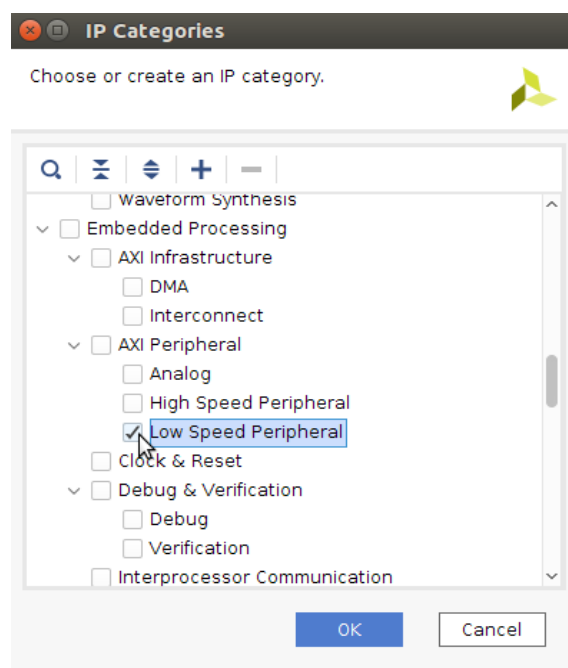 IP Categories
Choose or create an IP category.
Waveform Synthesis
Embedded Processing
AXI Infrastructure
DMA
Interconnect
AXI Peripheral
Analog
High Speed Peripheral
Low Speed Peripheral
Clock & Reset
Debug & Verification
Debug
Verification
Interprocessor Communication
OK
Cancel